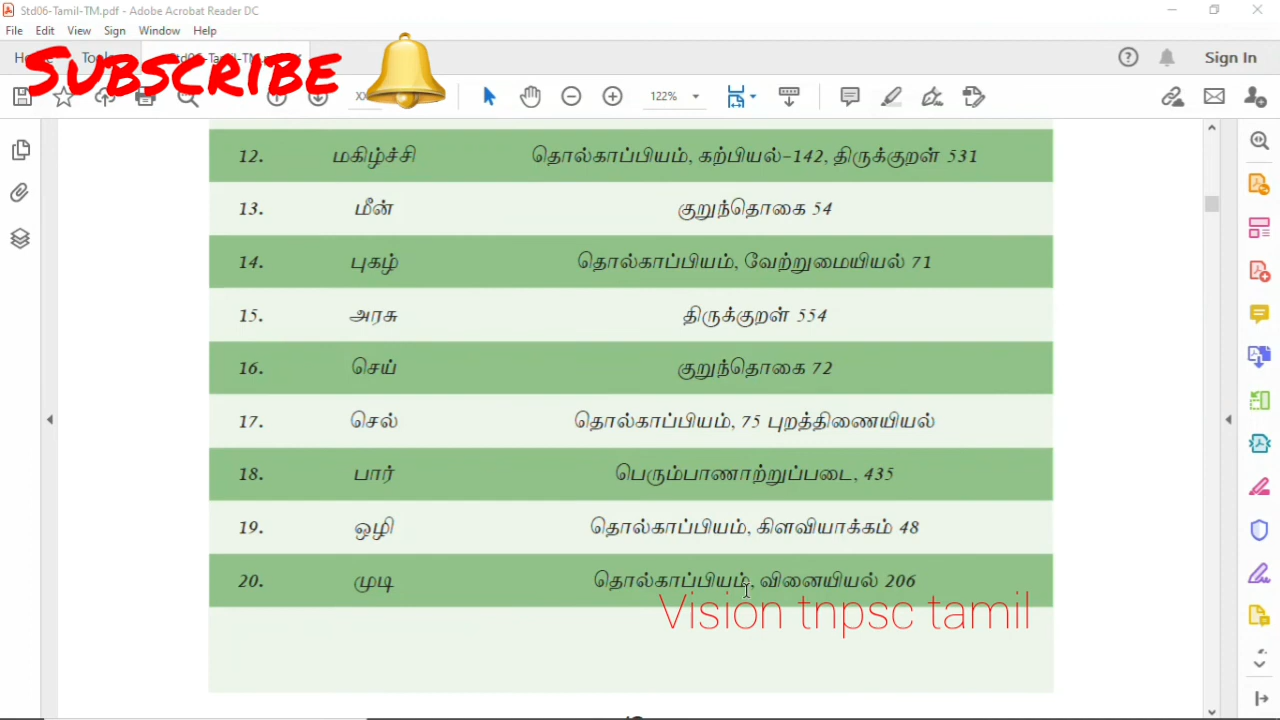 Std06-Tamil-TM.pdf - Adobe Acrobat Reader DC
File Edit View Sign Window Help
Sign In
SUBSCRIBE
122%
12. மகிழ்ச்சி தொல்காப்பியம், கற்பியல்-142, திருக்குறள் 531
13. மீன் குறுந்தொகை 54
14. புகழ் தொல்காப்பியம், வேற்றுமையியல் 71
15. அரசு திருக்குறள் 554
16. செய் குறுந்தொகை 72
17. செல் தொல்காப்பியம், 75 புறத்திணையியல்
18. பார் பெரும்பாணாற்றுப்படை, 435
19. ஒழி தொல்காப்பியம், கிளவியாக்கம் 48
20. முடி தொல்காப்பியம், வினையியல் 206
Vision tnpsc tamil